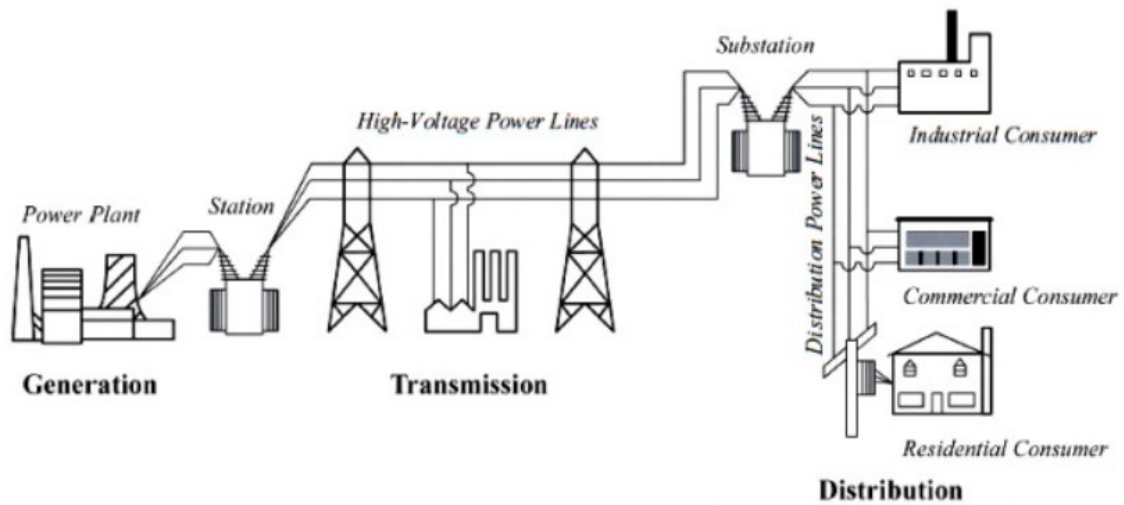 Substation
High-Voltage Power Lines
Industrial Consumer
Power Plant
Station
Distribution Power Lines
Commercial Consumer
Generation
Transmission
Residential Consumer
Distribution